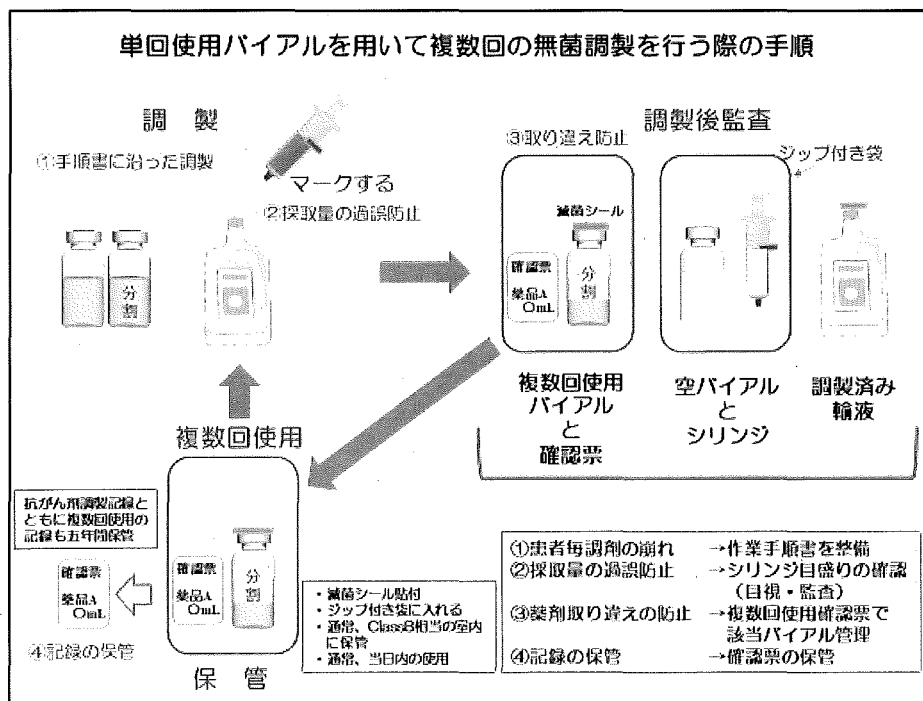 単回使用バイアルを用いて複数回の無菌調製を行う際の手順
調 製
①手順書に沿った調製
マークする
②採取量の過誤防止
分割
③取り違え防止
調製後監査
ジップ付き袋
滅菌シール
確認票
薬品A
○mL
分割
複数回使用
バイアル
と
確認票
空バイアル
と
シリンジ
調製済み
輸液
複数回使用
抗がん剤調製記録と
ともに複数回使用の
記録も五年間保管
確認票
薬品A
○mL
④記録の保管
確認票
薬品A
○mL
分割
保 管
・滅菌シール貼付
・ジップ付き袋に入れる
・通常、ClassB相当の室内
に保管
・通常、当日内の使用
①患者毎調剤の崩れ →作業手順書を整備
②採取量の過誤防止 →シリンジ目盛りの確認
(目視・監査)
③薬剤取り違えの防止 →複数回使用確認票で
該当バイアル管理
④記録の保管 →確認票の保管